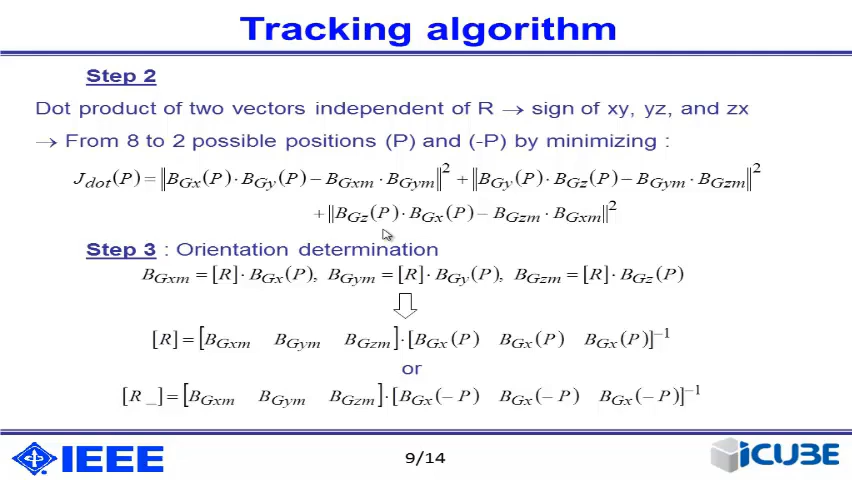 Tracking algorithm
Step 2
Dot product of two vectors independent of R → sign of xy, yz, and zx
→ From 8 to 2 possible positions (P) and (-P) by minimizing :
J_dot(P) = ‖B_Gx(P) · B_Gy(P) − B_Gxm · B_Gym‖² + ‖B_Gy(P) · B_Gz(P) − B_Gym · B_Gzm‖²
+ ‖B_Gz(P) · B_Gx(P) − B_Gzm · B_Gxm‖²
Step 3 : Orientation determination
B_Gxm = [R] · B_Gx(P), B_Gym = [R] · B_Gy(P), B_Gzm = [R] · B_Gz(P)
[R] = [B_Gxm B_Gym B_Gzm] · [B_Gx(P) B_Gx(P) B_Gx(P)]⁻¹
or
[R _] = [B_Gxm B_Gym B_Gzm] · [B_Gx(− P) B_Gx(− P) B_Gx(− P)]⁻¹
IEEE
9/14
iCUBE